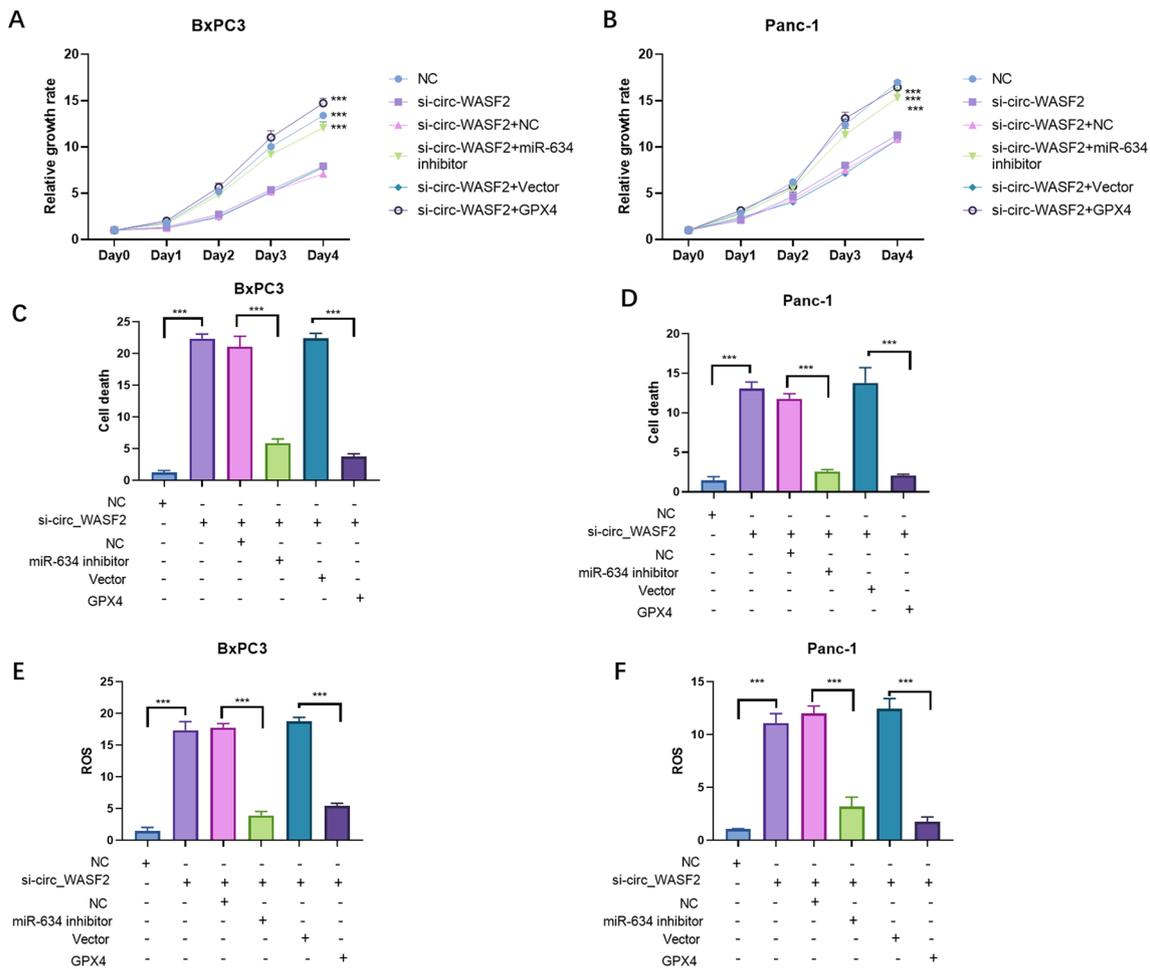 A
BxPC3
20
15
10
5
0
Relative growth rate
Day0 Day1 Day2 Day3 Day4
***
***
***
NC
si-circ-WASF2
si-circ-WASF2+NC
si-circ-WASF2+miR-634
inhibitor
si-circ-WASF2+Vector
si-circ-WASF2+GPX4
B
Panc-1
20
15
10
5
0
Relative growth rate
Day0 Day1 Day2 Day3 Day4
***
***
***
NC
si-circ-WASF2
si-circ-WASF2+NC
si-circ-WASF2+miR-634
inhibitor
si-circ-WASF2+Vector
si-circ-WASF2+GPX4
C
BxPC3
25
20
15
10
5
0
Cell death
*** *** ***
NC + - - - - -
si-circ_WASF2 - + + + + +
NC - - + - - -
miR-634 inhibitor - - - + - -
Vector - - - - + -
GPX4 - - - - - +
D
Panc-1
20
15
10
5
0
Cell death
*** *** ***
NC + - - - - -
si-circ_WASF2 - + + + + +
NC - - + - - -
miR-634 inhibitor - - - + - -
Vector - - - - + -
GPX4 - - - - - +
E
BxPC3
25
20
15
10
5
0
ROS
*** *** ***
NC + - - - - -
si-circ_WASF2 - + + + + +
NC - - + - - -
miR-634 inhibitor - - - + - -
Vector - - - - + -
GPX4 - - - - - +
F
Panc-1
15
10
5
0
ROS
*** *** ***
NC + - - - - -
si-circ_WASF2 - + + + + +
NC - - + - - -
miR-634 inhibitor - - - + - -
Vector - - - - + -
GPX4 - - - - - +